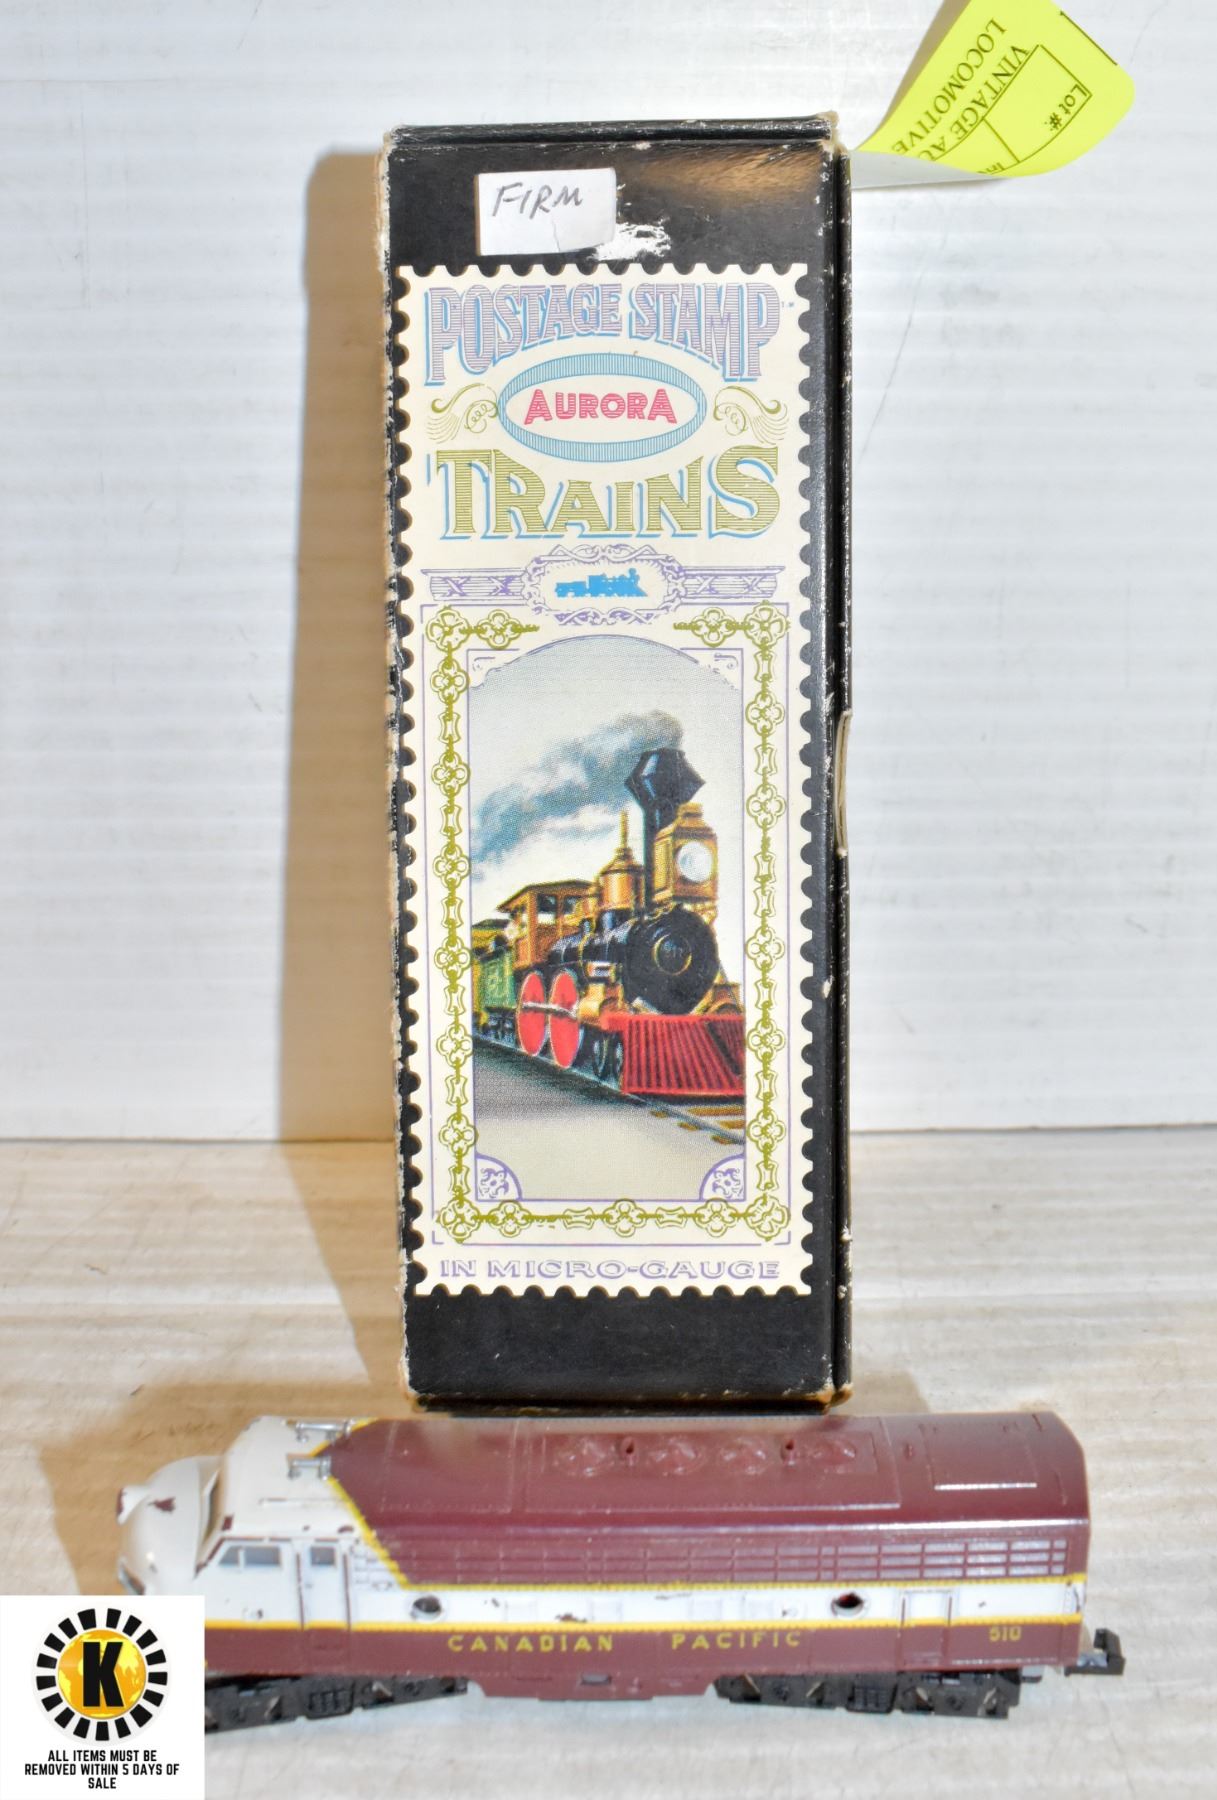 Lot #:
VINTAGE
LOCOMOTIVE
FIRM
POSTAGE STAMP
AURORA
TRAINS
IN MICRO-GAUGE
CANADIAN PACIFIC
510
K
ALL ITEMS MUST BE
REMOVED WITHIN 5 DAYS OF
SALE